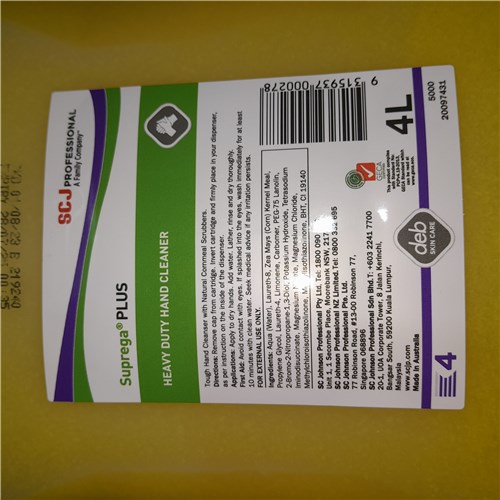 SCJ PROFESSIONAL
A Family Company
Suprega® PLUS
HEAVY DUTY HAND CLEANER
Tough Hand Cleanser with Natural Cornmeal Scrubbers.
Directions: Remove cap from cartridge. Invert cartridge and firmly place in your dispenser,
as per instruction on the inside of the dispenser.
Applications: Apply to dry hands. Add water. Lather, rinse and dry thoroughly.
First Aid: Avoid contact with eyes. If splashed into the eyes, wash immediately for at least
10 minutes with clean water. Seek medical advice if any irritation persists.
FOR EXTERNAL USE ONLY.
Ingredients: Aqua (Water), Laureth-8, Zea Mays (Corn) Kernel Meal,
Propylene Glycol, Laureth-4, Limonene, Carbomer, PEG-75 Lanolin,
2-Bromo-2-Nitropropane-1,3-Diol, Potassium Hydroxide, Tetrasodium
Iminodisuccinate, Magnesium Nitrate, Magnesium Chloride,
Methylchloroisothiazolinone, Methylisothiazolinone, BHT, CI 19140
SC Johnson Professional Pty Ltd. Tel: 1800 090
Unit 1, 1 Secombe Place, Moorebank, NSW, 217
SC Johnson Professional NZ Limited. Tel: 0800 332 695
SC Johnson Professional Pte. Ltd.
77 Robinson Road, #13-00 Robinson 77,
Singapore 068896
SC Johnson Professional Sdn Bhd.T: +603 2241 7700
20-1, UOA Corporate Tower, 8 Jalan Kerinchi,
Bangsar South, 59200 Kuala Lumpur,
Malaysia
www.scjp.com
Made in Australia
4
9 315937 000278
GECA
www.geca.eco
4L
5000
20097431
deb
SKIN CARE